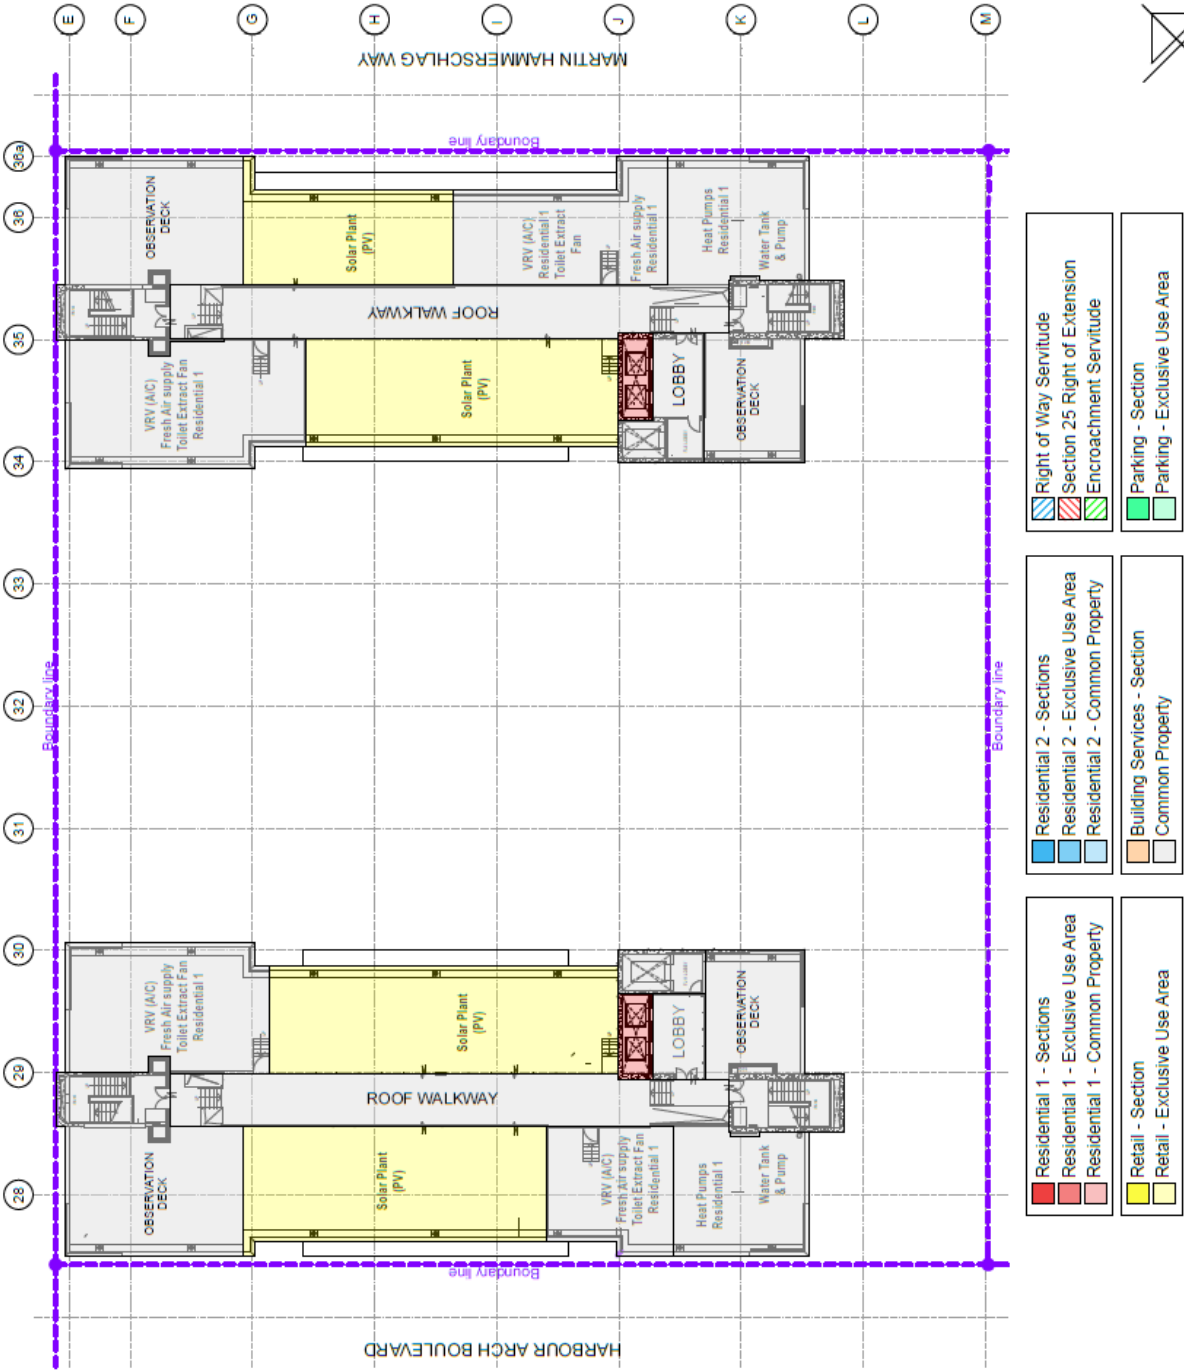 E
F
G
H
I
J
K
L
M
MARTIN HAMMERSCHLAG WAY
36a
Boundary line
36
OBSERVATION
DECK
Solar Plant
(PV)
VRV (A/C)
Residential 1
Toilet Extract
Fan
Fresh Air supply
Residential 1
Heat Pumps
Residential 1
Water Tank
& Pump
ROOF WALKWAY
35
VRV (A/C)
Fresh Air supply
Toilet Extract Fan
Residential 1
Solar Plant
(PV)
LOBBY
OBSERVATION
DECK
34
33
32
31
Boundary line
Boundary line
30
VRV (A/C)
Fresh Air supply
Toilet Extract Fan
Residential 1
Solar Plant
(PV)
LOBBY
OBSERVATION
DECK
29
ROOF WALKWAY
28
OBSERVATION
DECK
Solar Plant
(PV)
VRV (A/C)
Fresh Air supply
Toilet Extract Fan
Residential 1
Heat Pumps
Residential 1
Water Tank
& Pump
Boundary line
HARBOUR ARCH BOULEVARD
Residential 1 - Sections
Residential 1 - Exclusive Use Area
Residential 1 - Common Property
Retail - Section
Retail - Exclusive Use Area
Residential 2 - Sections
Residential 2 - Exclusive Use Area
Residential 2 - Common Property
Building Services - Section
Common Property
Right of Way Servitude
Section 25 Right of Extension
Encroachment Servitude
Parking - Section
Parking - Exclusive Use Area